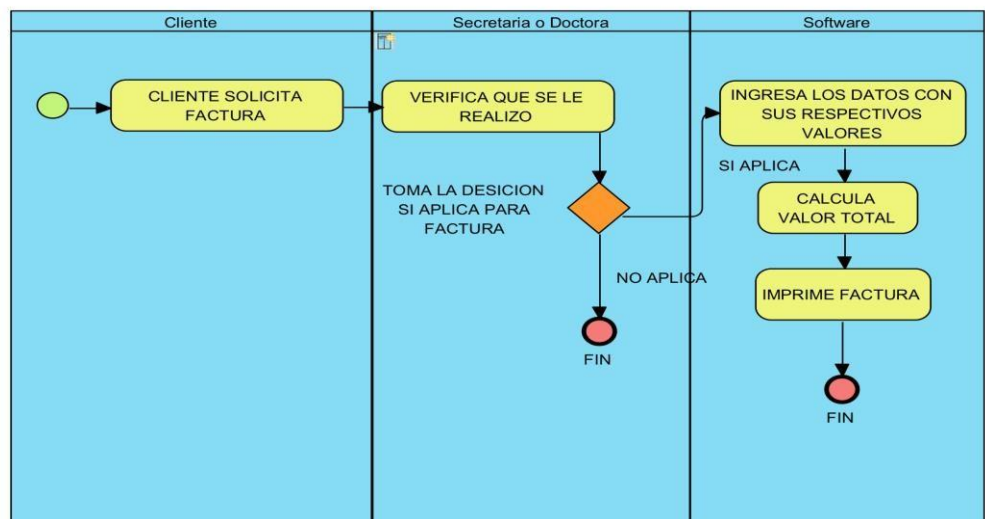 Cliente
Secretaria o Doctora
Software
CLIENTE SOLICITA
FACTURA
VERIFICA QUE SE LE
REALIZO
TOMA LA DESICION
SI APLICA PARA
FACTURA
NO APLICA
FIN
INGRESA LOS DATOS CON
SUS RESPECTIVOS
VALORES
SI APLICA
CALCULA
VALOR TOTAL
IMPRIME FACTURA
FIN